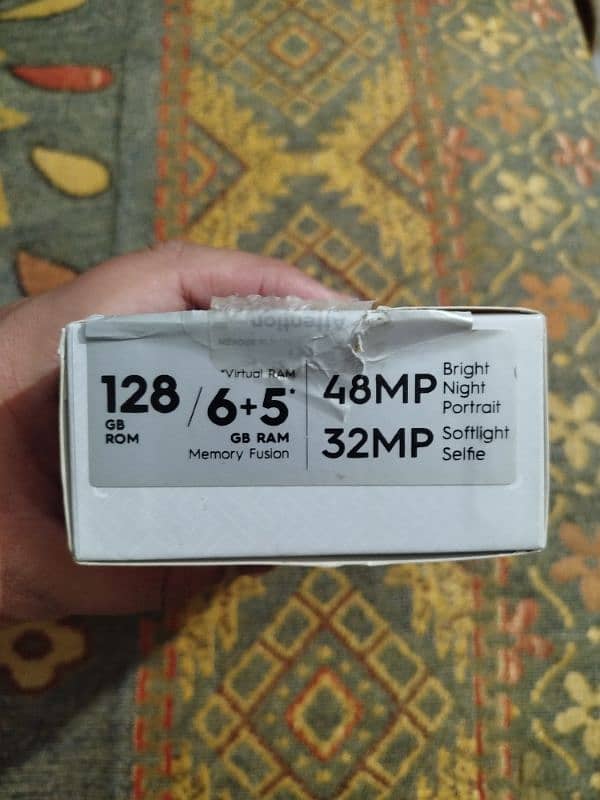 Attention
*Virtual RAM
128 / 6+5*
GB
ROM
GB RAM
Memory Fusion
48MP Bright
Night
Portrait
32MP Softlight
Selfie